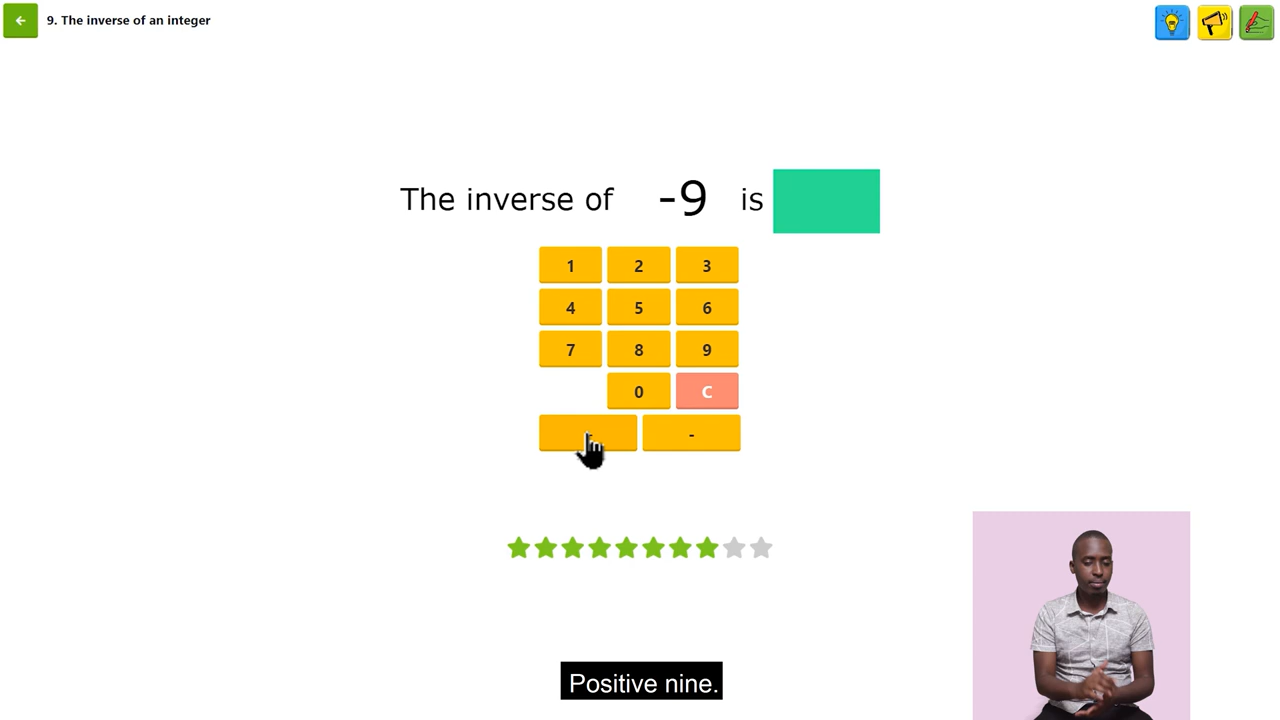 9. The inverse of an integer
The inverse of -9 is
1 2 3
4 5 6
7 8 9
0 C
-
Positive nine.